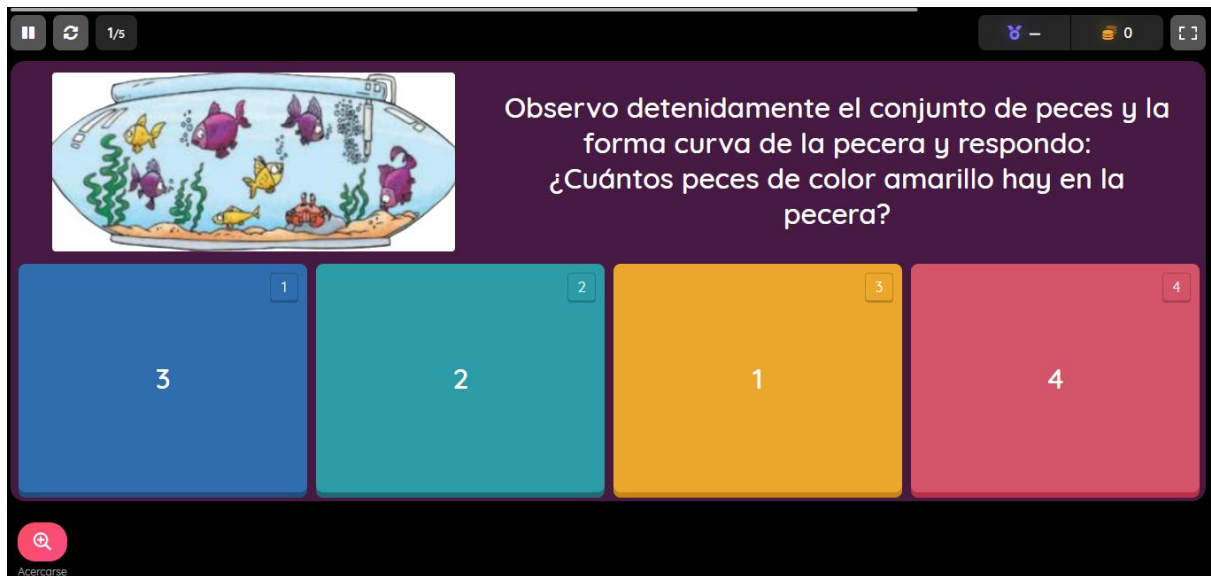 1/5
–
0
Observo detenidamente el conjunto de peces y la
forma curva de la pecera y respondo:
¿Cuántos peces de color amarillo hay en la
pecera?
1
3
2
2
3
1
4
4
Acercarse